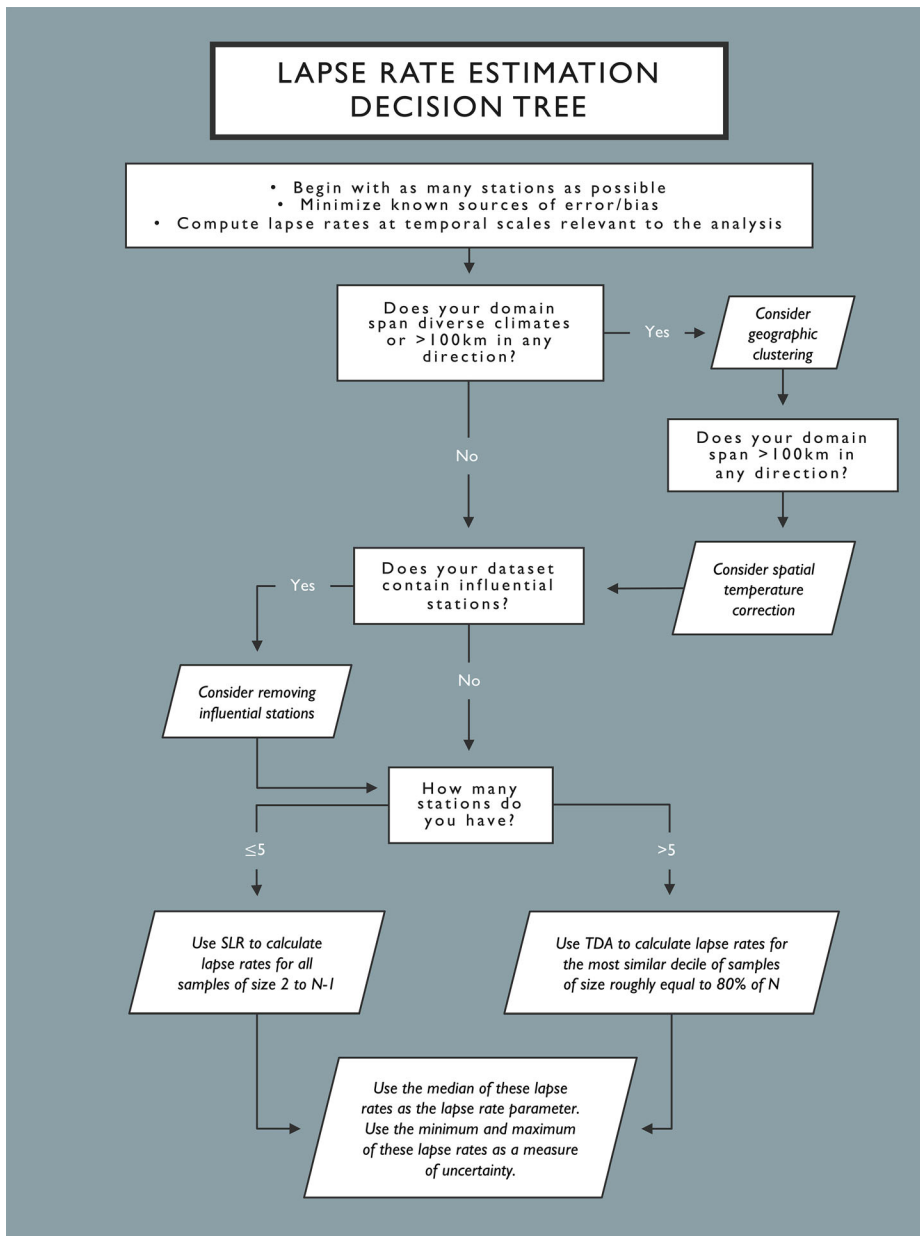 LAPSE RATE ESTIMATION
DECISION TREE
• Begin with as many stations as possible
• Minimize known sources of error/bias
• Compute lapse rates at temporal scales relevant to the analysis
Does your domain
span diverse climates
or >100km in any
direction?
Yes
Consider
geographic
clustering
No
Does your domain
span >100km in
any direction?
Does your dataset
contain influential
stations?
Yes
Consider spatial
temperature
correction
No
Consider removing
influential stations
How many
stations do
you have?
≤5
>5
Use SLR to calculate
lapse rates for all
samples of size 2 to N-1
Use TDA to calculate lapse rates for
the most similar decile of samples
of size roughly equal to 80% of N
Use the median of these lapse
rates as the lapse rate parameter.
Use the minimum and maximum
of these lapse rates as a measure
of uncertainty.